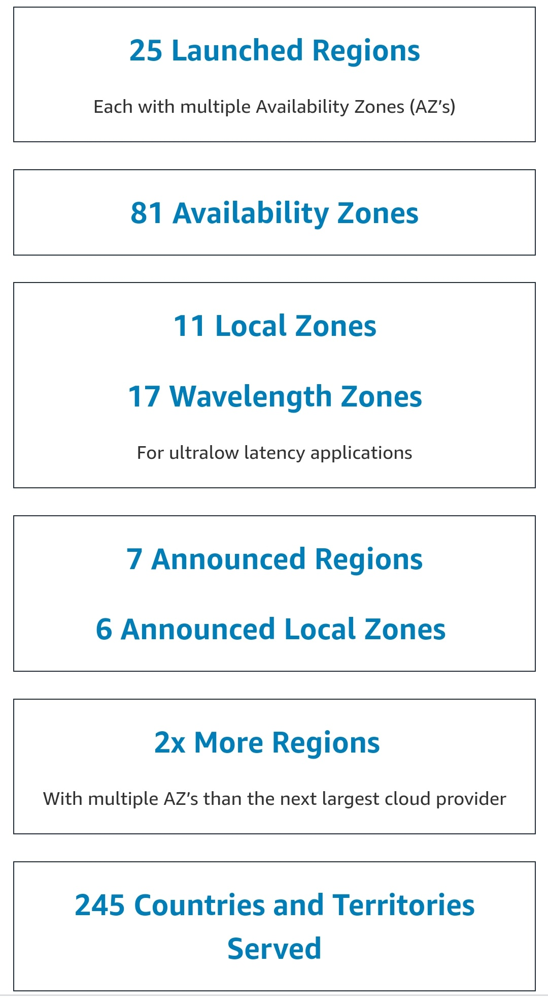 25 Launched Regions
Each with multiple Availability Zones (AZ’s)
81 Availability Zones
11 Local Zones
17 Wavelength Zones
For ultralow latency applications
7 Announced Regions
6 Announced Local Zones
2x More Regions
With multiple AZ’s than the next largest cloud provider
245 Countries and Territories
Served